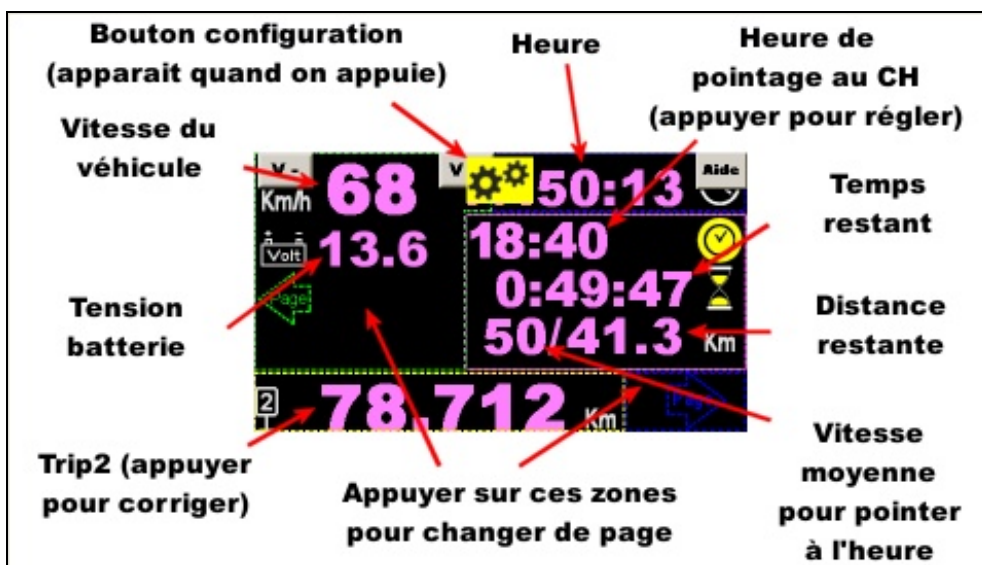 Bouton configuration
(apparait quand on appuie)
Heure
Heure de
pointage au CH
(appuyer pour régler)
Vitesse du
véhicule
V -
V
50:13
Aide
Km/h
68
18:40
Temps
restant
Volt
13.6
0:49:47
Page
50/41.3 Km
Tension
batterie
Distance
restante
2
78.712 Km
Trip2 (appuyer
pour corriger)
Appuyer sur ces zones
pour changer de page
Vitesse
moyenne
pour pointer
à l'heure